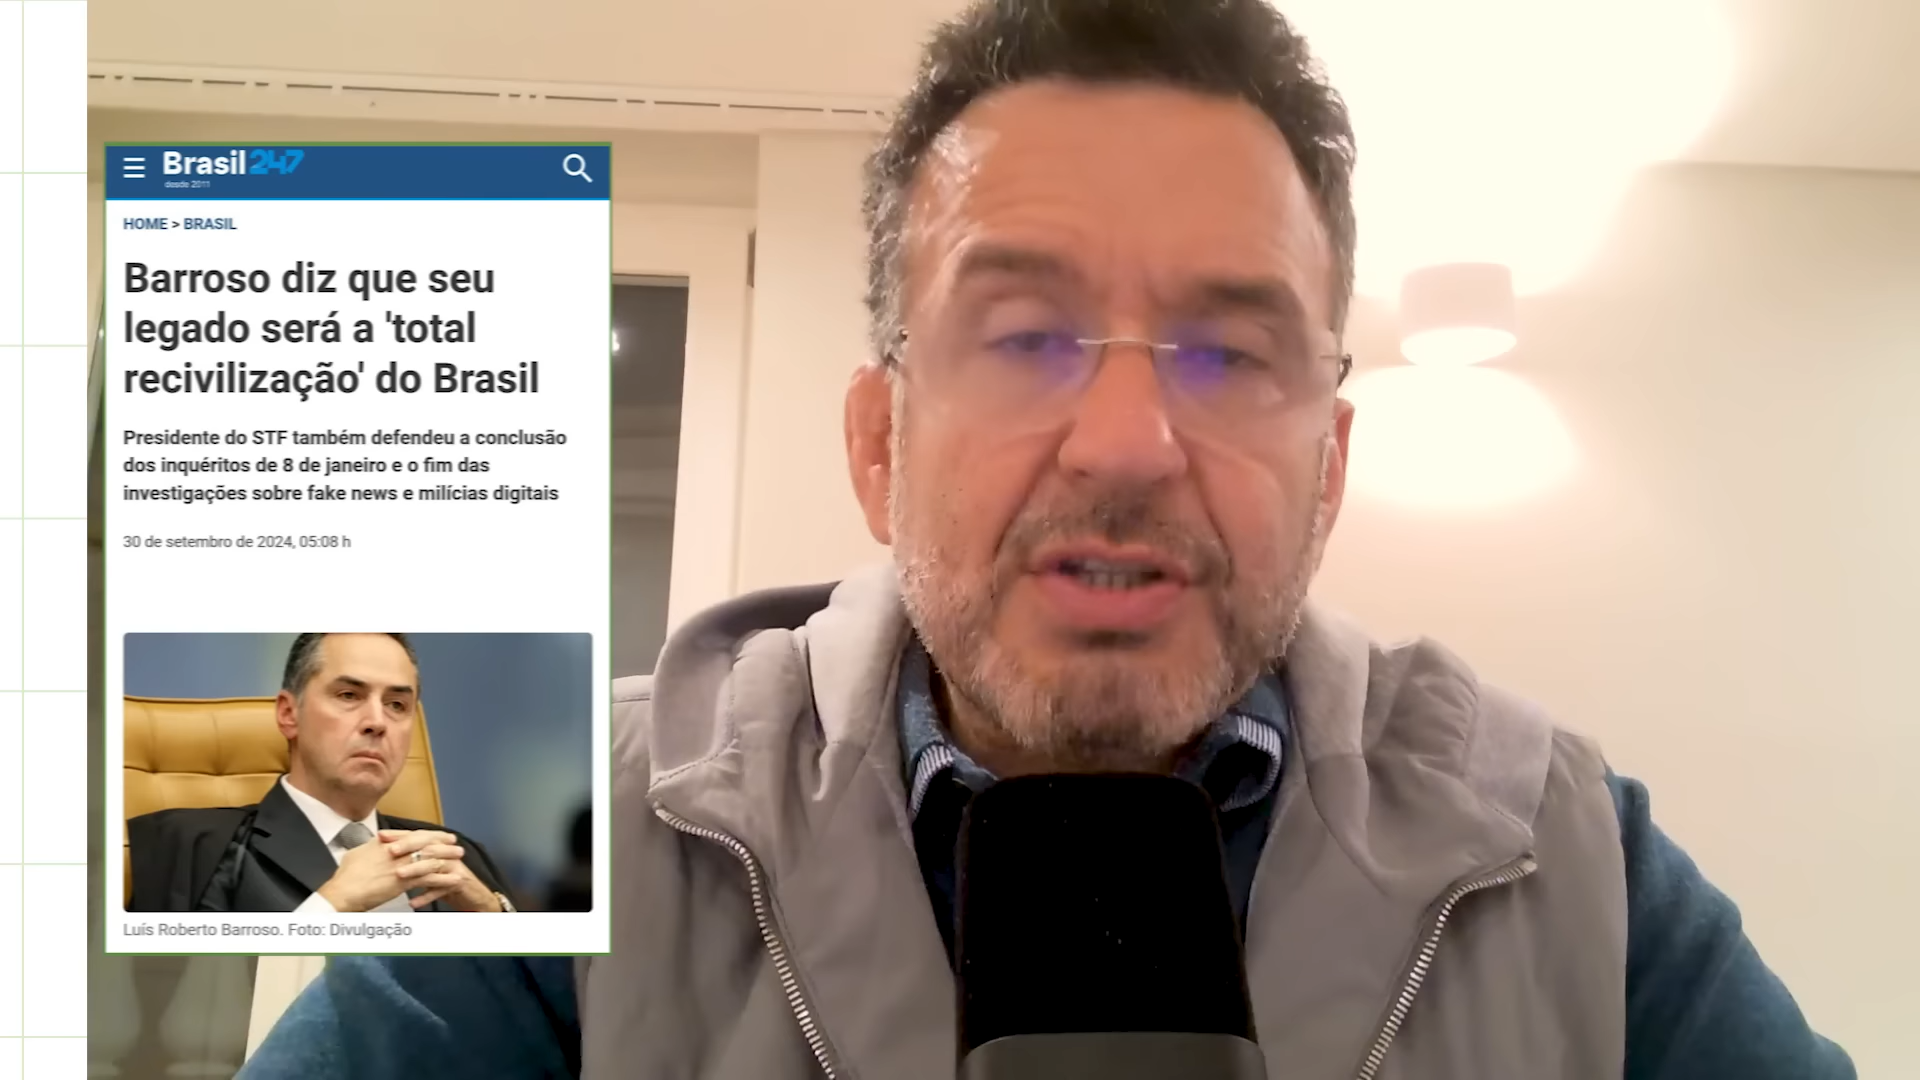 Brasil 247
desde 2011
HOME > BRASIL
Barroso diz que seu
legado será a 'total
recivilização' do Brasil
Presidente do STF também defendeu a conclusão
dos inquéritos de 8 de janeiro e o fim das
investigações sobre fake news e milícias digitais
30 de setembro de 2024, 05:08 h
Luís Roberto Barroso. Foto: Divulgação